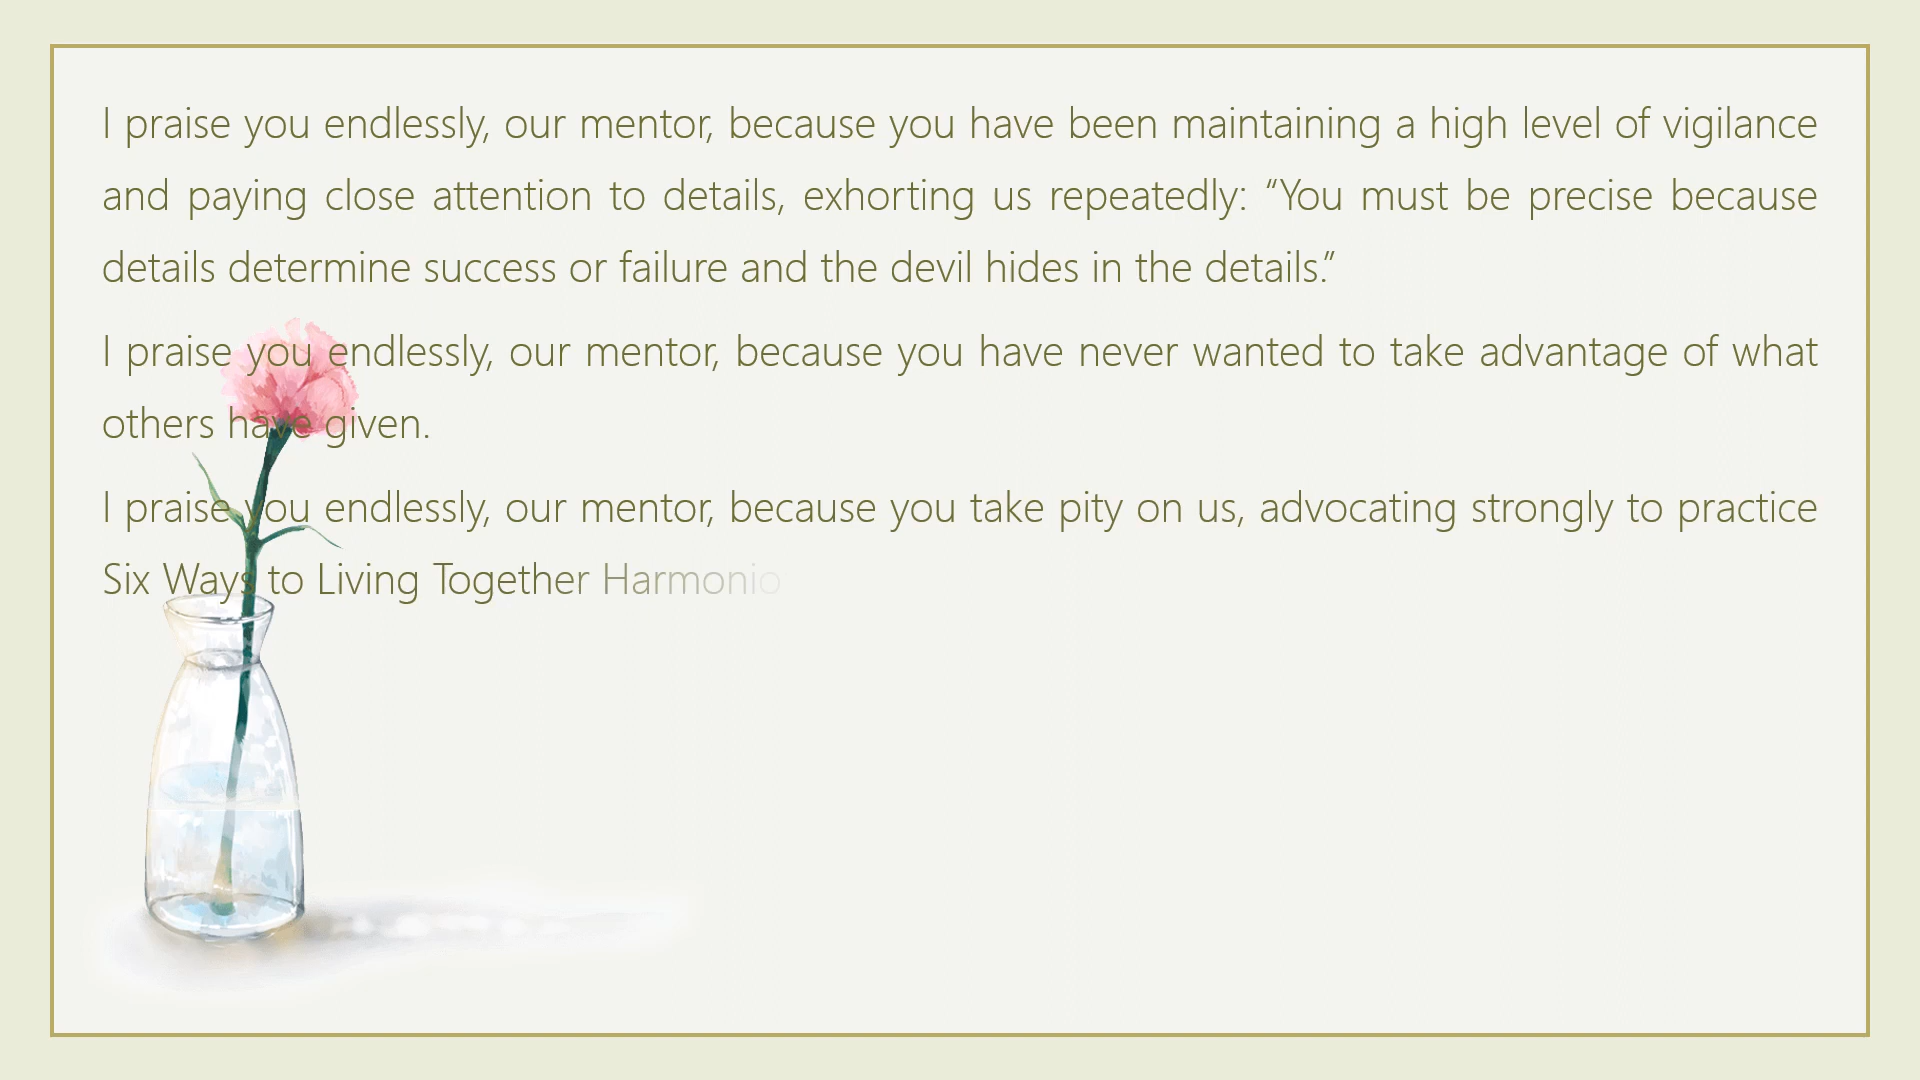 I praise you endlessly, our mentor, because you have been maintaining a high level of vigilance
and paying close attention to details, exhorting us repeatedly: “You must be precise because
details determine success or failure and the devil hides in the details.”
I praise you endlessly, our mentor, because you have never wanted to take advantage of what
others have given.
I praise you endlessly, our mentor, because you take pity on us, advocating strongly to practice
Six Ways to Living Together Harmonio